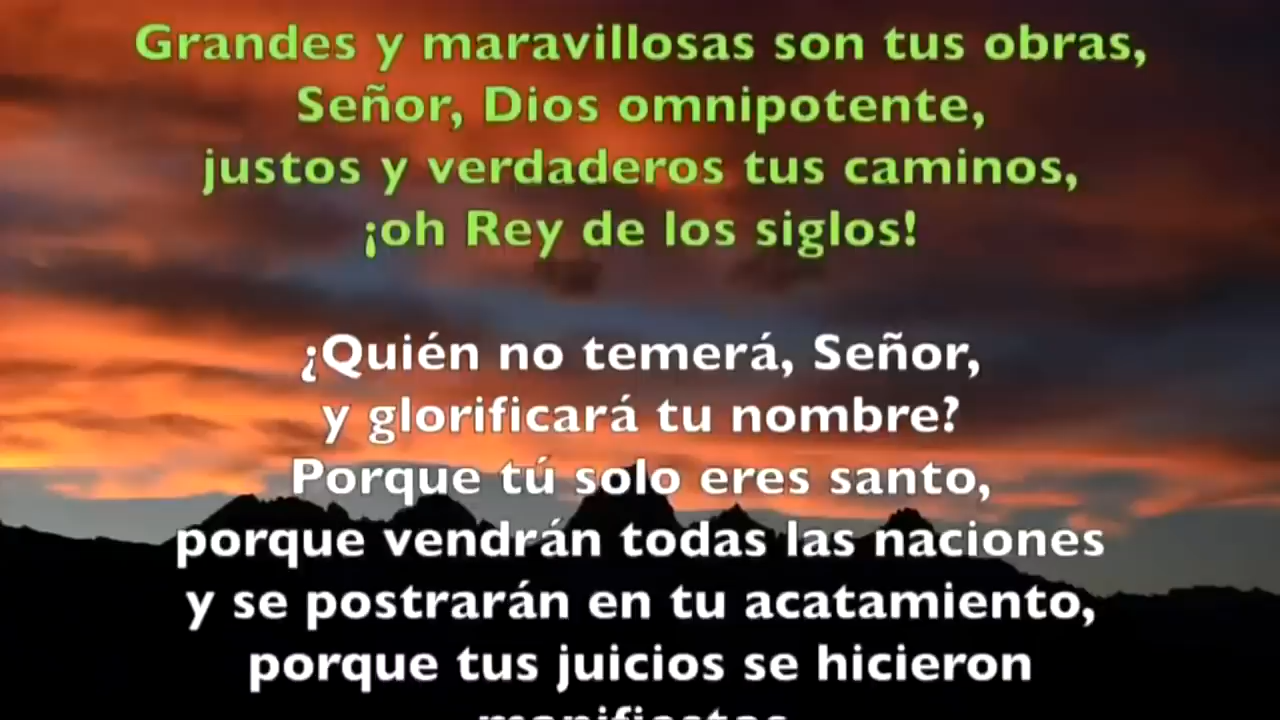 Grandes y maravillosas son tus obras,
Señor, Dios omnipotente,
justos y verdaderos tus caminos,
¡oh Rey de los siglos!
¿Quién no temerá, Señor,
y glorificará tu nombre?
Porque tú solo eres santo,
porque vendrán todas las naciones
y se postrarán en tu acatamiento,
porque tus juicios se hicieron